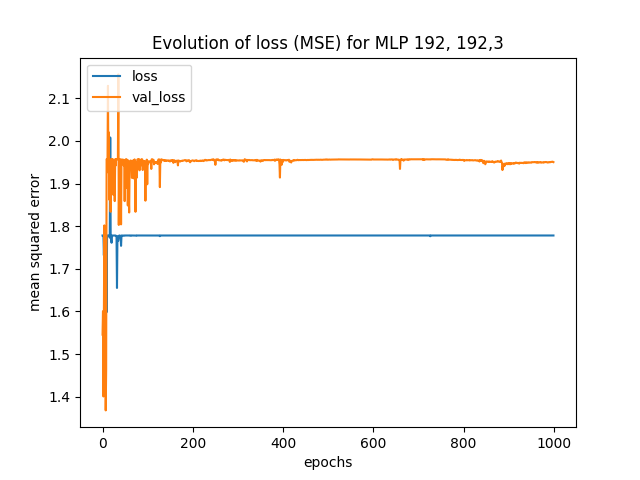 Evolution of loss (MSE) for MLP 192, 192,3
loss
val_loss
mean squared error
2.1
2.0
1.9
1.8
1.7
1.6
1.5
1.4
0 200 400 600 800 1000
epochs